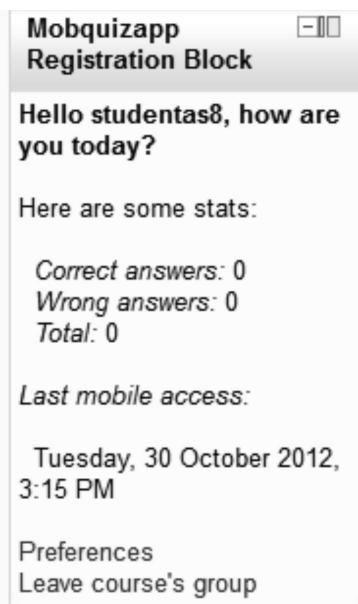 Mobquizapp
Registration Block
Hello studentas8, how are
you today?
Here are some stats:
Correct answers: 0
Wrong answers: 0
Total: 0
Last mobile access:
Tuesday, 30 October 2012,
3:15 PM
Preferences
Leave course's group